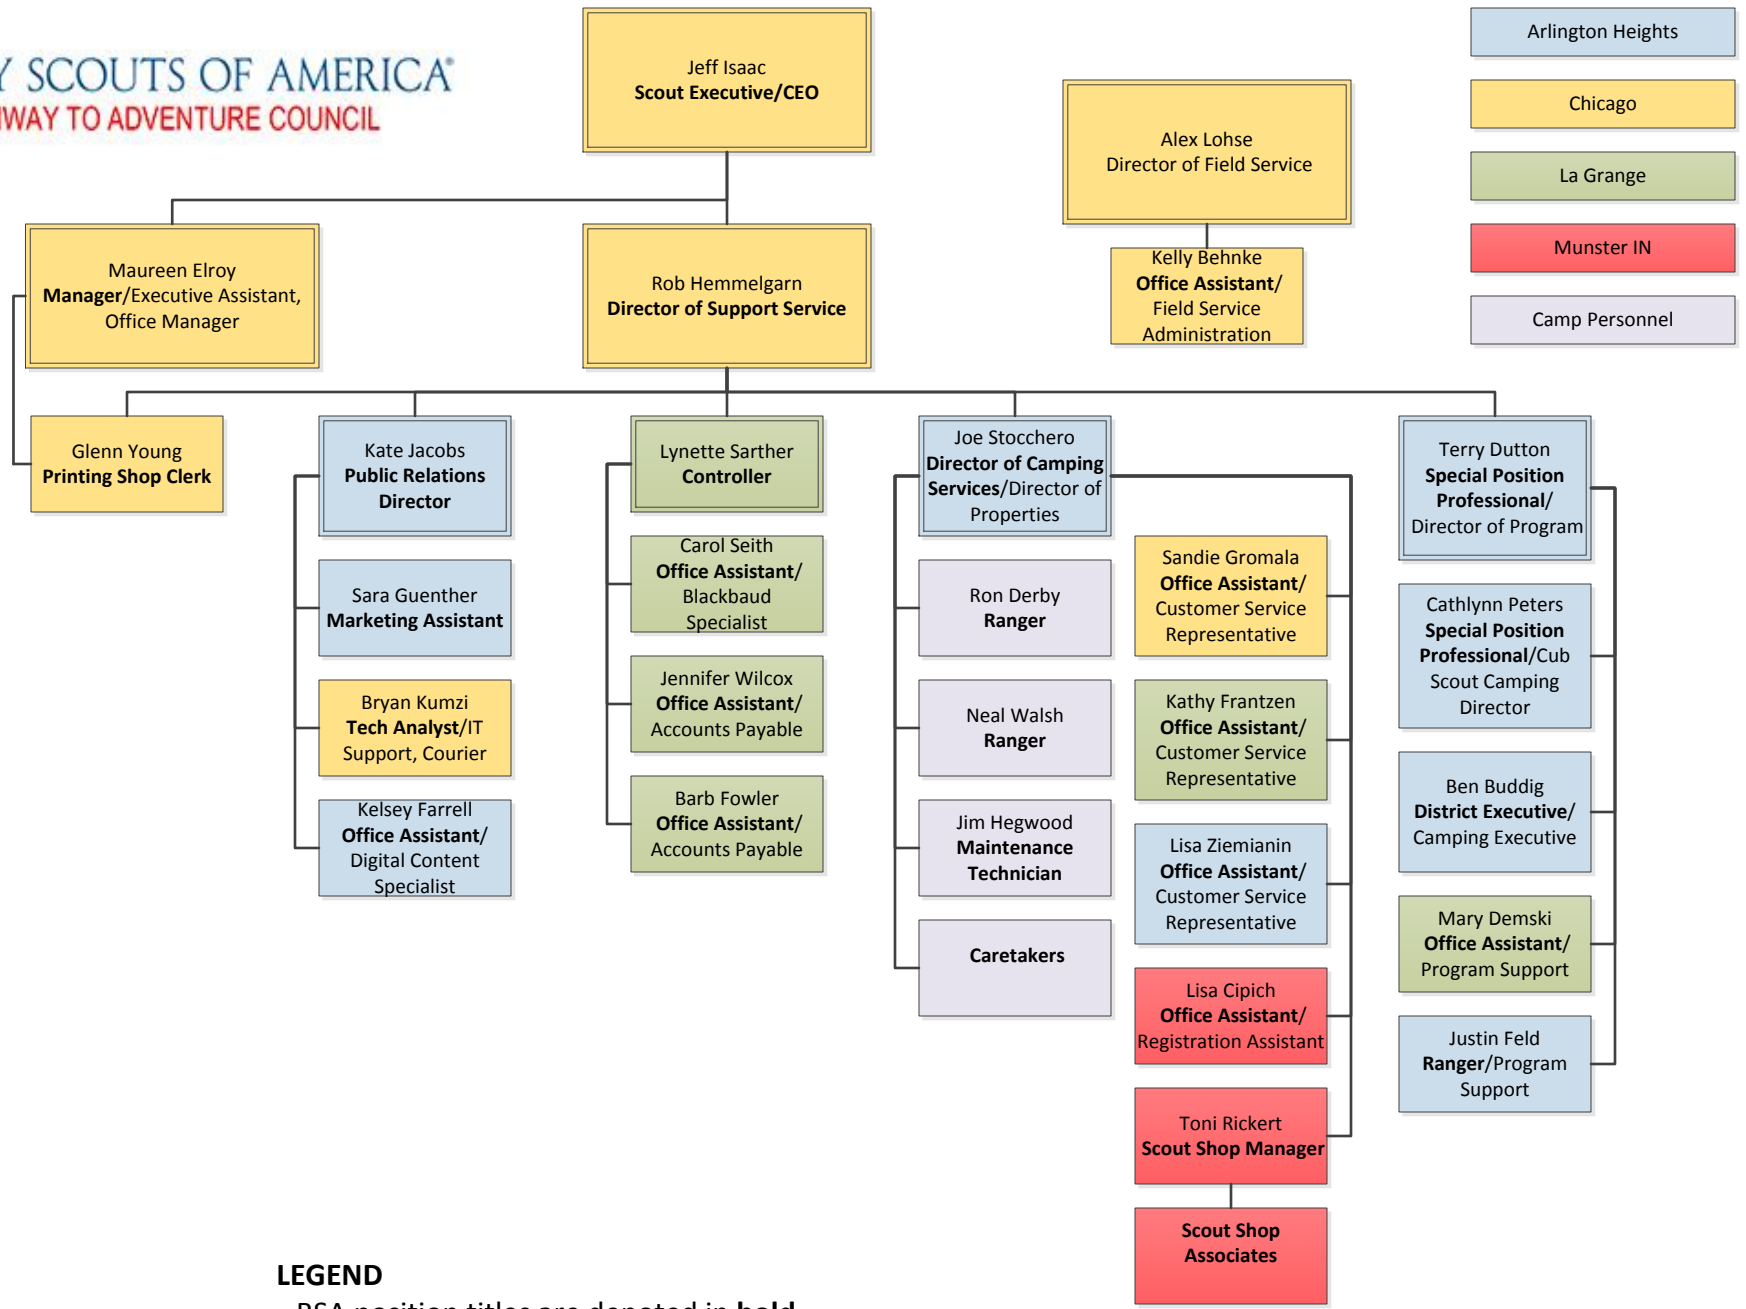 Y SCOUTS OF AMERICA®
WAY TO ADVENTURE COUNCIL
Jeff Isaac
Scout Executive/CEO
Alex Lohse
Director of Field Service
Arlington Heights
Chicago
La Grange
Munster IN
Camp Personnel
Maureen Elroy
Manager/Executive Assistant,
Office Manager
Rob Hemmelgarn
Director of Support Service
Kelly Behnke
Office Assistant/
Field Service
Administration
Glenn Young
Printing Shop Clerk
Kate Jacobs
Public Relations
Director
Sara Guenther
Marketing Assistant
Bryan Kumzi
Tech Analyst/IT
Support, Courier
Kelsey Farrell
Office Assistant/
Digital Content
Specialist
Lynette Sarther
Controller
Carol Seith
Office Assistant/
Blackbaud
Specialist
Jennifer Wilcox
Office Assistant/
Accounts Payable
Barb Fowler
Office Assistant/
Accounts Payable
Joe Stocchero
Director of Camping
Services/Director of
Properties
Ron Derby
Ranger
Neal Walsh
Ranger
Jim Hegwood
Maintenance
Technician
Caretakers
Sandie Gromala
Office Assistant/
Customer Service
Representative
Kathy Frantzen
Office Assistant/
Customer Service
Representative
Lisa Ziemianin
Office Assistant/
Customer Service
Representative
Lisa Cipich
Office Assistant/
Registration Assistant
Toni Rickert
Scout Shop Manager
Scout Shop
Associates
Terry Dutton
Special Position
Professional/
Director of Program
Cathlynn Peters
Special Position
Professional/Cub
Scout Camping
Director
Ben Buddig
District Executive/
Camping Executive
Mary Demski
Office Assistant/
Program Support
Justin Feld
Ranger/Program
Support
LEGEND
BSA position titles are denoted in bold